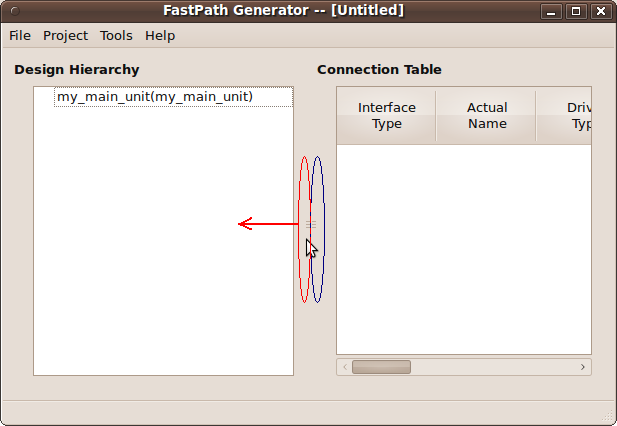 FastPath Generator -- [Untitled]
File Project Tools Help
Design Hierarchy
my_main_unit(my_main_unit)
Connection Table
Interface
Type
Actual
Name
Driv
Typ